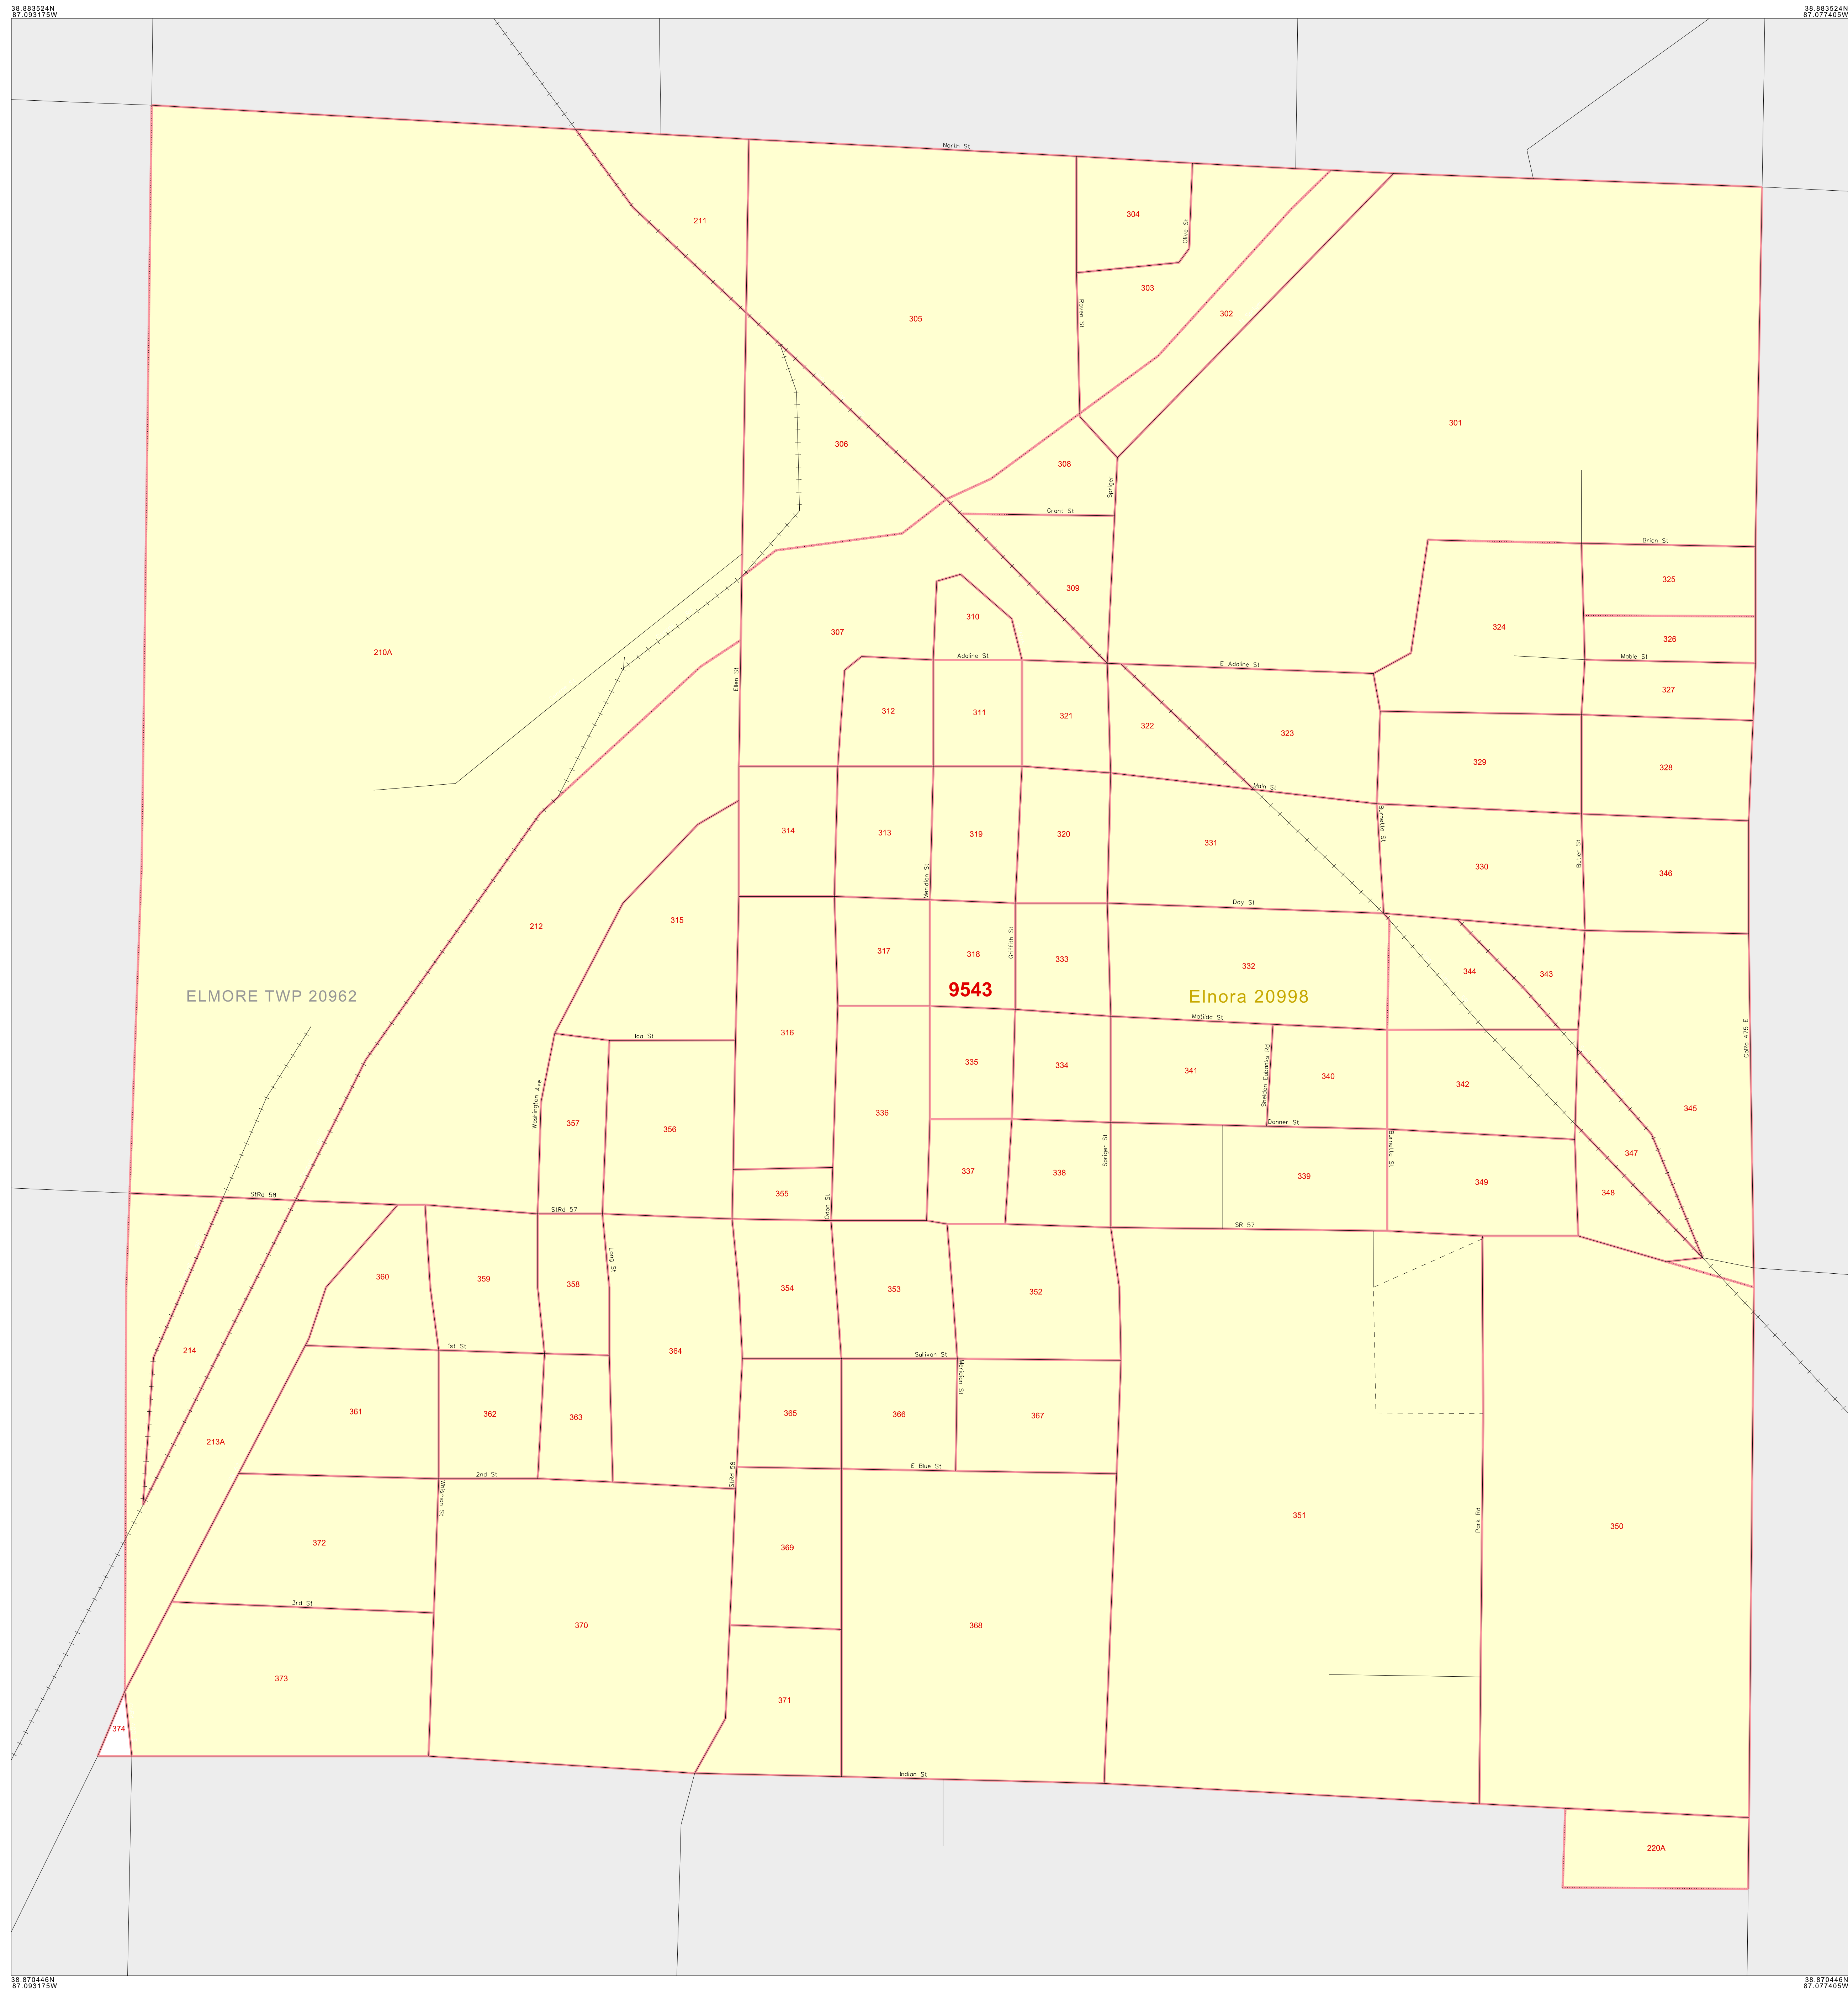 38.883524N
87.093175W
38.883524N
87.077405W
North St
304
211
Olive St
303
Raven St
302
305
301
306
308
Spriger
Grant St
Brian St
325
309
310
324
307
326
210A
Adaline St
E Adaline St
Mable St
Ellen St
327
312
311
321
322
323
329
328
Main St
Burnetta St
314
313
319
320
331
Butler St
330
346
Meridian St
Day St
315
212
317
318
Griffith St
333
332
344
343
9543
ELMORE TWP 20962
Elnora 20998
Matilda St
316
Ida St
CoRd 475 E
335
334
341
Sheldon Eubanks Rd
340
342
Washington Ave
357
356
336
345
Danner St
Spriger St
Burnetta St
347
337
338
339
349
348
355
StRd 58
StRd 57
Odon St
SR 57
Long St
360
359
358
354
353
352
214
1st St
364
Sullivan St
Meridian St
361
362
363
365
366
367
213A
2nd St
StRd 58
E Blue St
Whisman St
351
Park Rd
350
372
369
3rd St
370
368
373
371
374
Indian St
220A
38.870446N
87.093175W
38.870446N
87.077405W